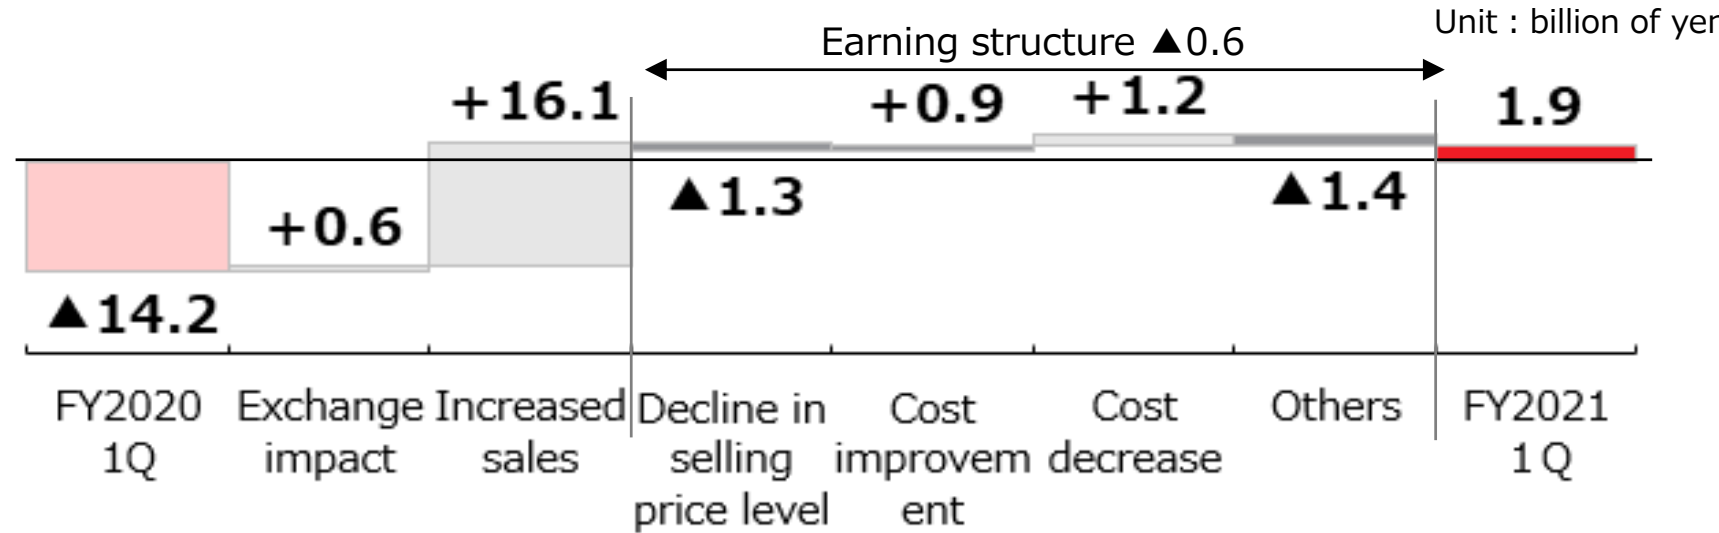 Unit : billion of yen
Earning structure ▲0.6
+16.1
+0.9
+1.2
1.9
▲1.3
▲1.4
+0.6
▲14.2
FY2020
1Q
Exchange
impact
Increased
sales
Decline in
selling
price level
Cost
improvem
ent
Cost
decrease
Others
FY2021
1Q